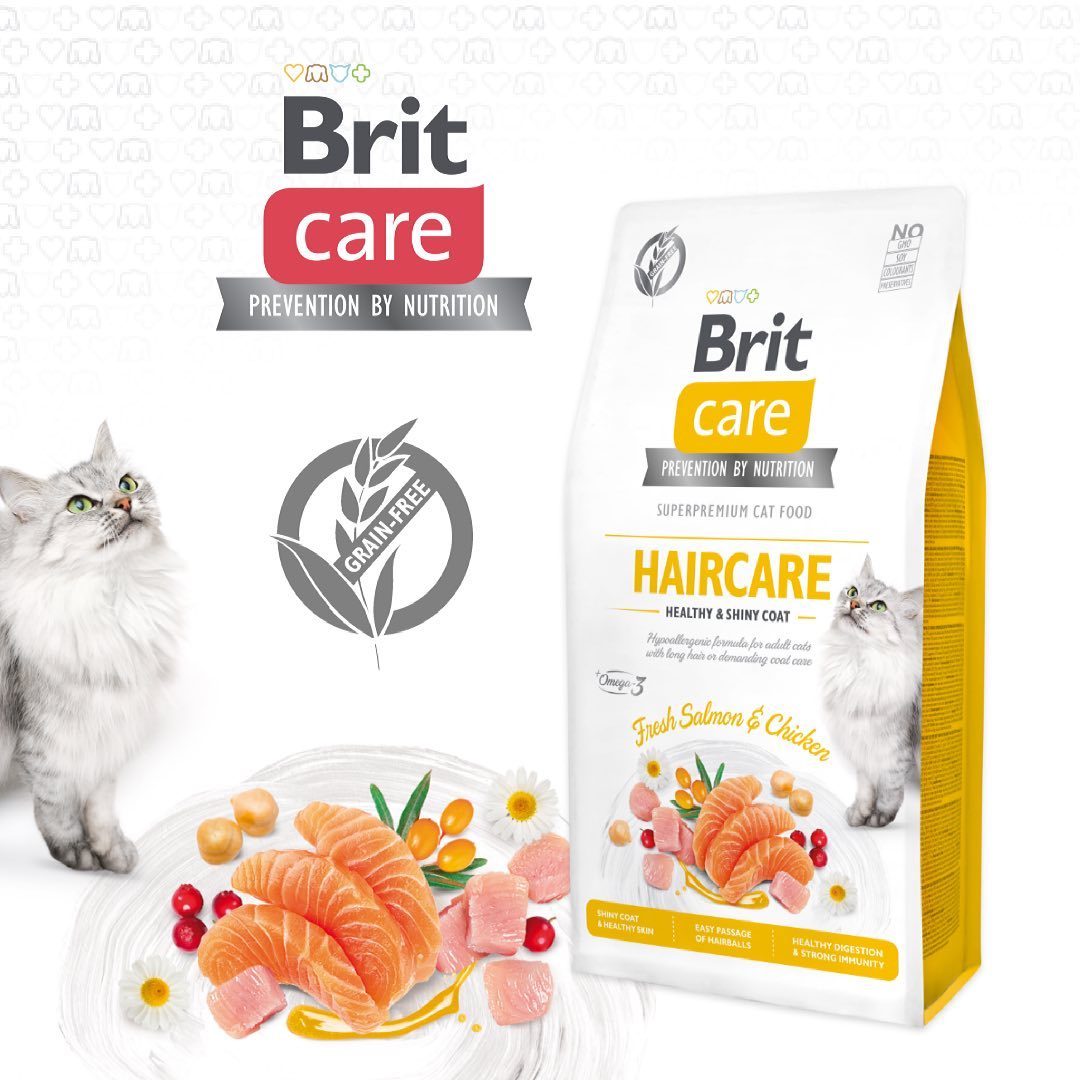 Brit
care
PREVENTION BY NUTRITION
GRAIN-FREE
GRAIN-FREE
NO
GMO
SOY
COLOURANTS
PRESERVATIVES
Brit
care
PREVENTION BY NUTRITION
SUPERPREMIUM CAT FOOD
HAIRCARE
HEALTHY & SHINY COAT
Hypoallergenic formula for adult cats
with long hair or demanding coat care
+Omega-3
Fresh Salmon & Chicken
SHINY COAT
& HEALTHY SKIN
EASY PASSAGE
OF HAIRBALLS
HEALTHY DIGESTION
& STRONG IMMUNITY